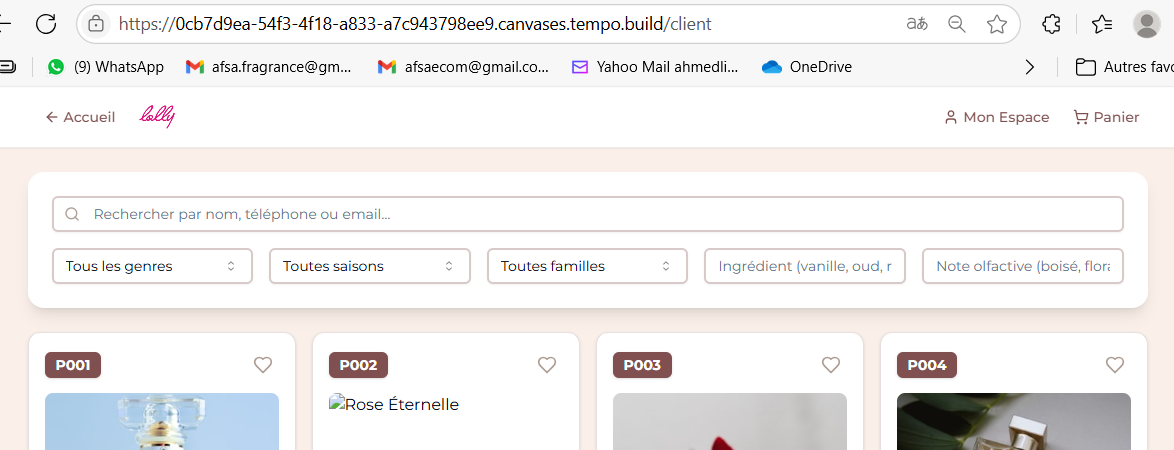 https://0cb7d9ea-54f3-4f18-a833-a7c943798ee9.canvases.tempo.build/client
(9) WhatsApp afsa.fragrance@gm... afsaecom@gmail.co... Yahoo Mail ahmedli... OneDrive Autres favo
← Accueil lolly Mon Espace Panier
Rechercher par nom, téléphone ou email...
Tous les genres Toutes saisons Toutes familles Ingrédient (vanille, oud, r Note olfactive (boisé, flora
P001 P002 P003 P004
Rose Éternelle